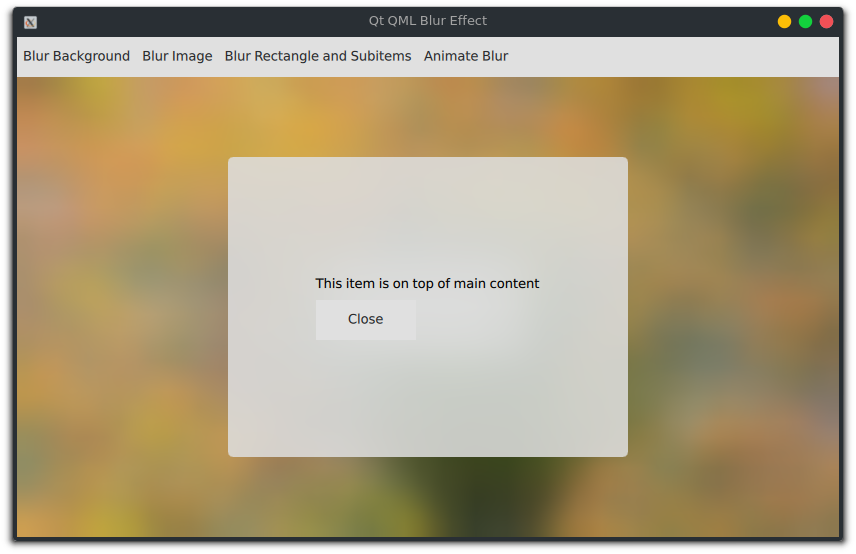 Qt QML Blur Effect
Blur Background Blur Image Blur Rectangle and Subitems Animate Blur
This item is on top of main content
Close